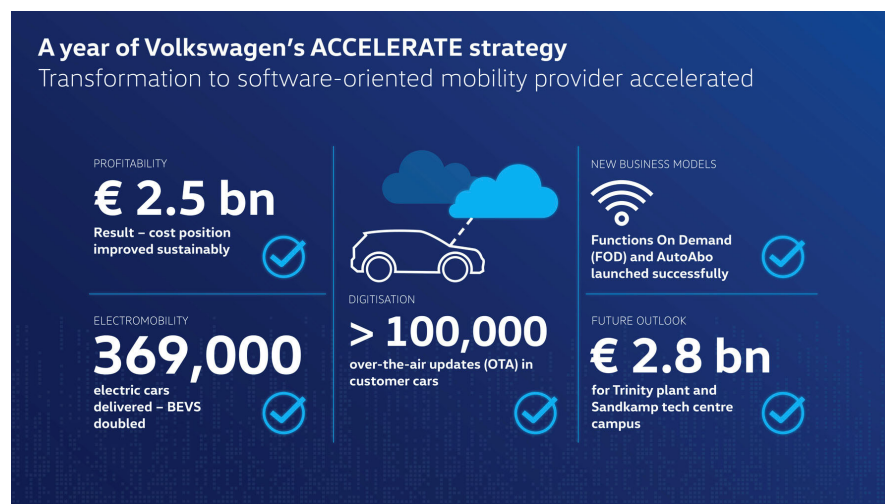 A year of Volkswagen's ACCELERATE strategy
Transformation to software-oriented mobility provider accelerated
PROFITABILITY
€ 2.5 bn
Result – cost position
improved sustainably
ELECTROMOBILITY
369,000
electric cars
delivered – BEVS
doubled
DIGITISATION
> 100,000
over-the-air updates (OTA) in
customer cars
NEW BUSINESS MODELS
Functions On Demand
(FOD) and AutoAbo
launched successfully
FUTURE OUTLOOK
€ 2.8 bn
for Trinity plant and
Sandkamp tech centre
campus